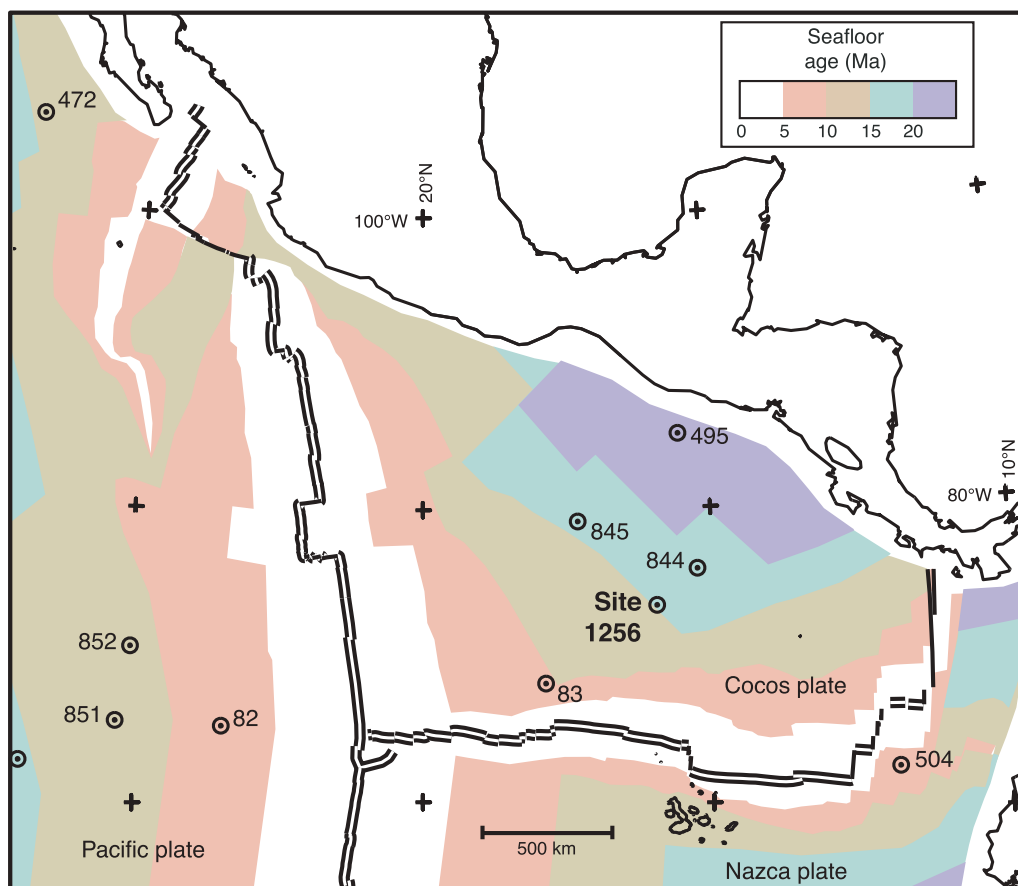 Seafloor
age (Ma)
0 5 10 15 20
472
20°N
100°W
495
10°N
80°W
845
844
Site
1256
852
83
Cocos plate
851
82
504
500 km
Pacific plate
Nazca plate